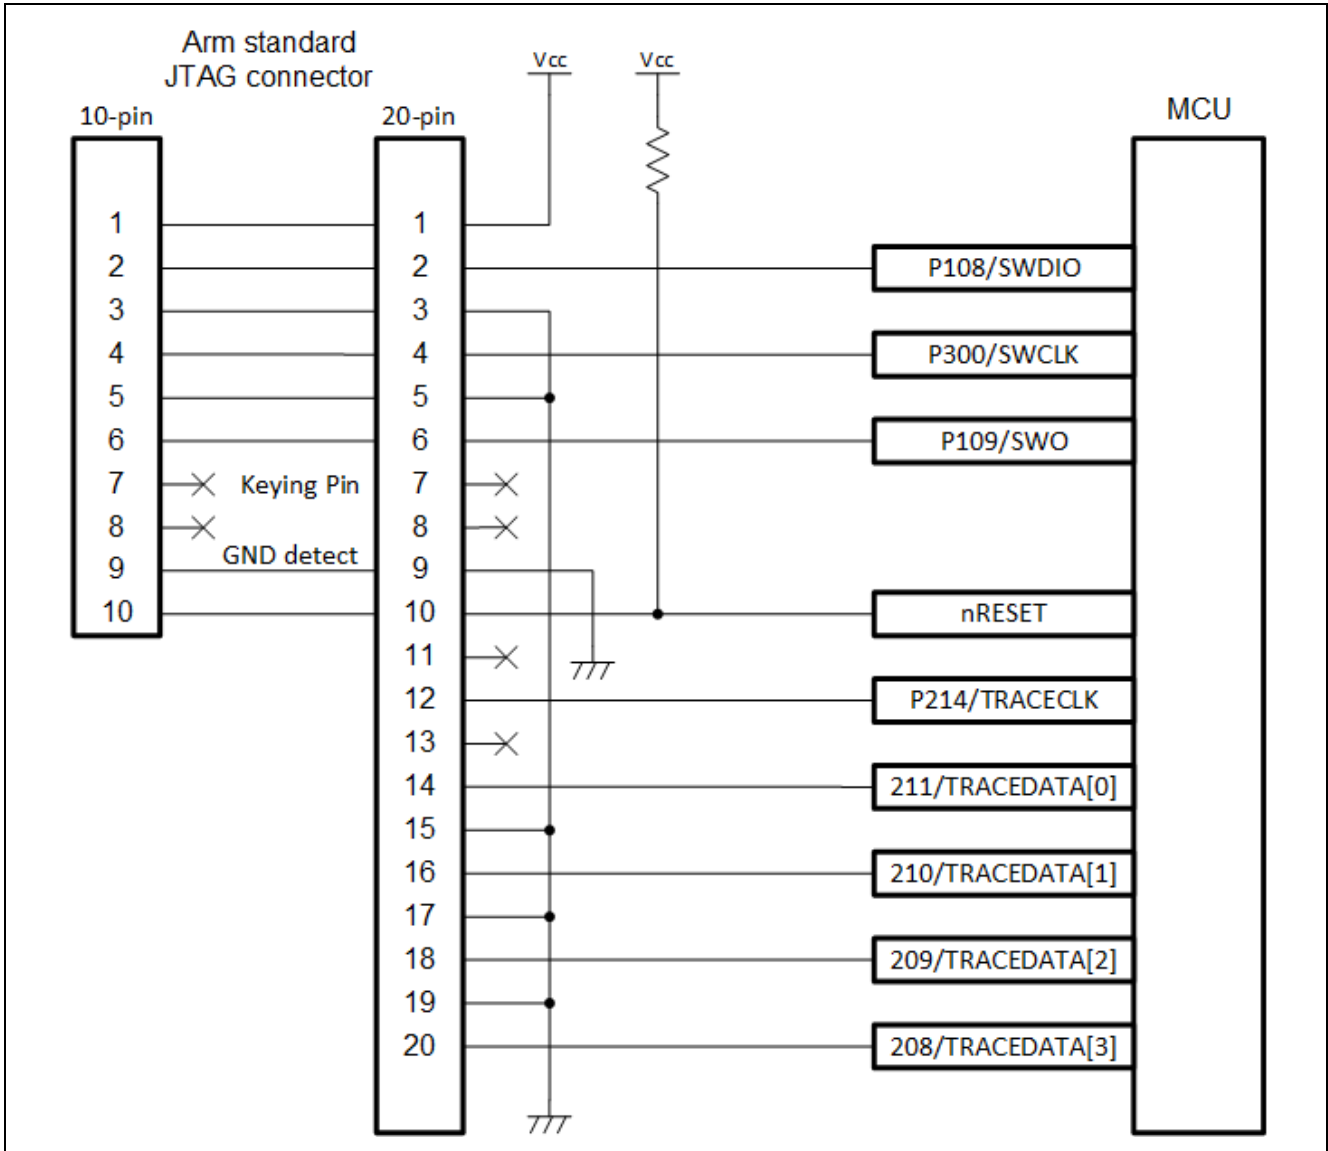 Arm standard
JTAG connector
Vcc
Vcc
10-pin
20-pin
MCU
1
1
2
2
P108/SWDIO
3
3
4
4
P300/SWCLK
5
5
6
6
P109/SWO
7
Keying Pin
7
8
8
GND detect
9
9
10
10
nRESET
11
12
P214/TRACECLK
13
14
211/TRACEDATA[0]
15
16
210/TRACEDATA[1]
17
18
209/TRACEDATA[2]
19
20
208/TRACEDATA[3]